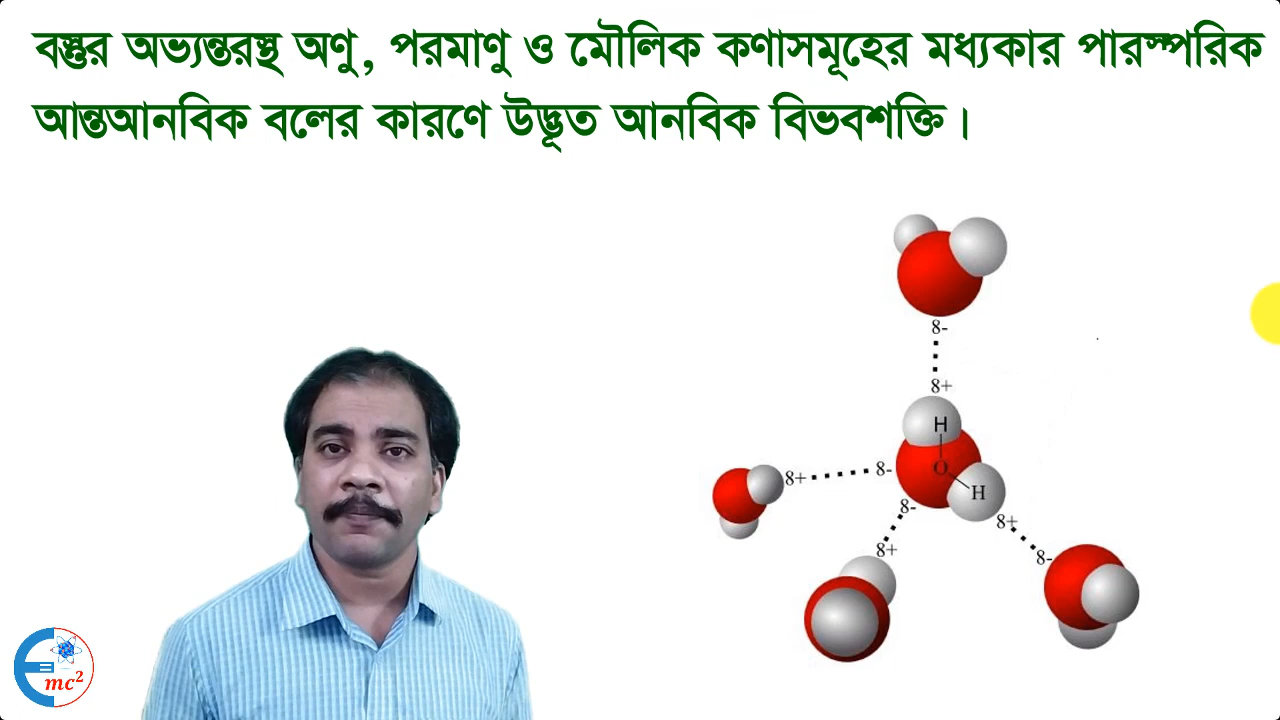 বস্তুর অভ্যন্তরস্থ অণু, পরমাণু ও মৌলিক কণাসমূহের মধ্যকার পারস্পরিক
আন্তআনবিক বলের কারণে উদ্ভূত আনবিক বিভবশক্তি।
8-
8+
H
O
H
8+
8-
8-
8+
8+
8-
E=mc²